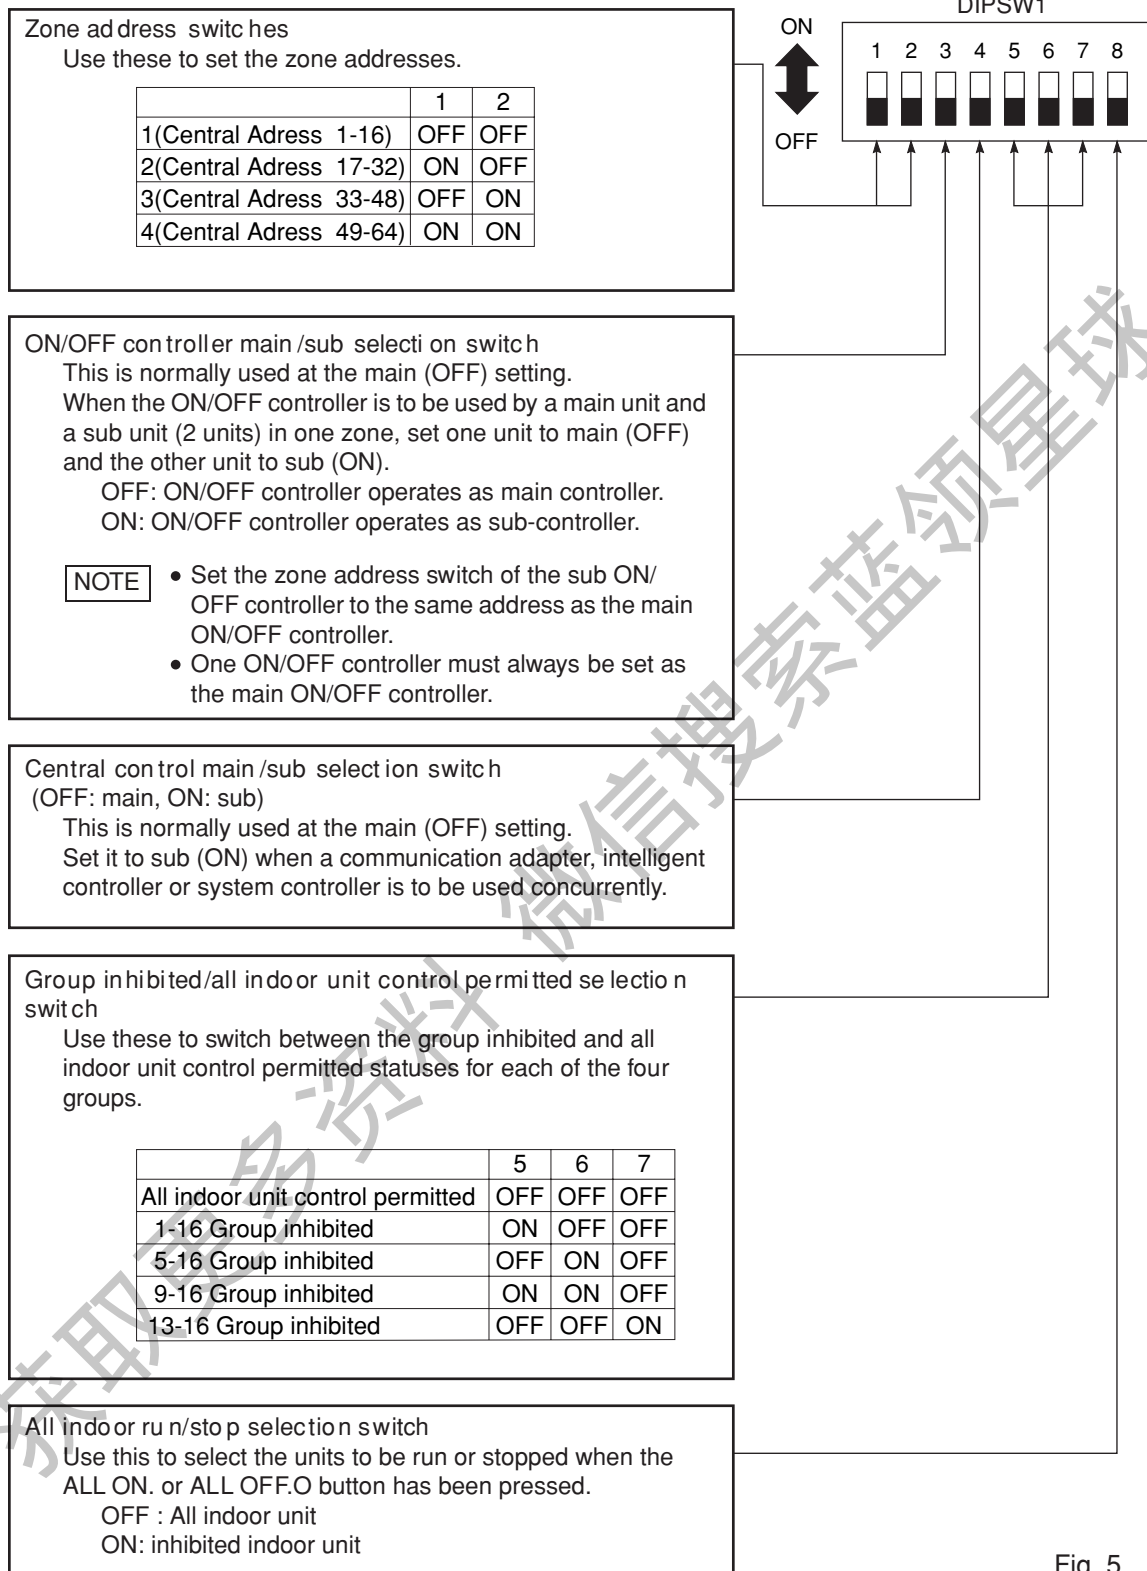 DIPSW1
ON
1 2 3 4 5 6 7 8
OFF
Zone address switches
Use these to set the zone addresses.
1 2
1(Central Adress 1-16) OFF OFF
2(Central Adress 17-32) ON OFF
3(Central Adress 33-48) OFF ON
4(Central Adress 49-64) ON ON
ON/OFF controller main/sub selection switch
This is normally used at the main (OFF) setting.
When the ON/OFF controller is to be used by a main unit and
a sub unit (2 units) in one zone, set one unit to main (OFF)
and the other unit to sub (ON).
OFF: ON/OFF controller operates as main controller.
ON: ON/OFF controller operates as sub-controller.
NOTE
● Set the zone address switch of the sub ON/
OFF controller to the same address as the main
ON/OFF controller.
● One ON/OFF controller must always be set as
the main ON/OFF controller.
Central control main/sub selection switch
(OFF: main, ON: sub)
This is normally used at the main (OFF) setting.
Set it to sub (ON) when a communication adapter, intelligent
controller or system controller is to be used concurrently.
Group inhibited/all indoor unit control permitted selection
switch
Use these to switch between the group inhibited and all
indoor unit control permitted statuses for each of the four
groups.
5 6 7
All indoor unit control permitted OFF OFF OFF
1-16 Group inhibited ON OFF OFF
5-16 Group inhibited OFF ON OFF
9-16 Group inhibited ON ON OFF
13-16 Group inhibited OFF OFF ON
All indoor run/stop selection switch
Use this to select the units to be run or stopped when the
ALL ON. or ALL OFF.O button has been pressed.
OFF : All indoor unit
ON: inhibited indoor unit
Fig. 5
获取更多资料 微信搜索蓝领星球